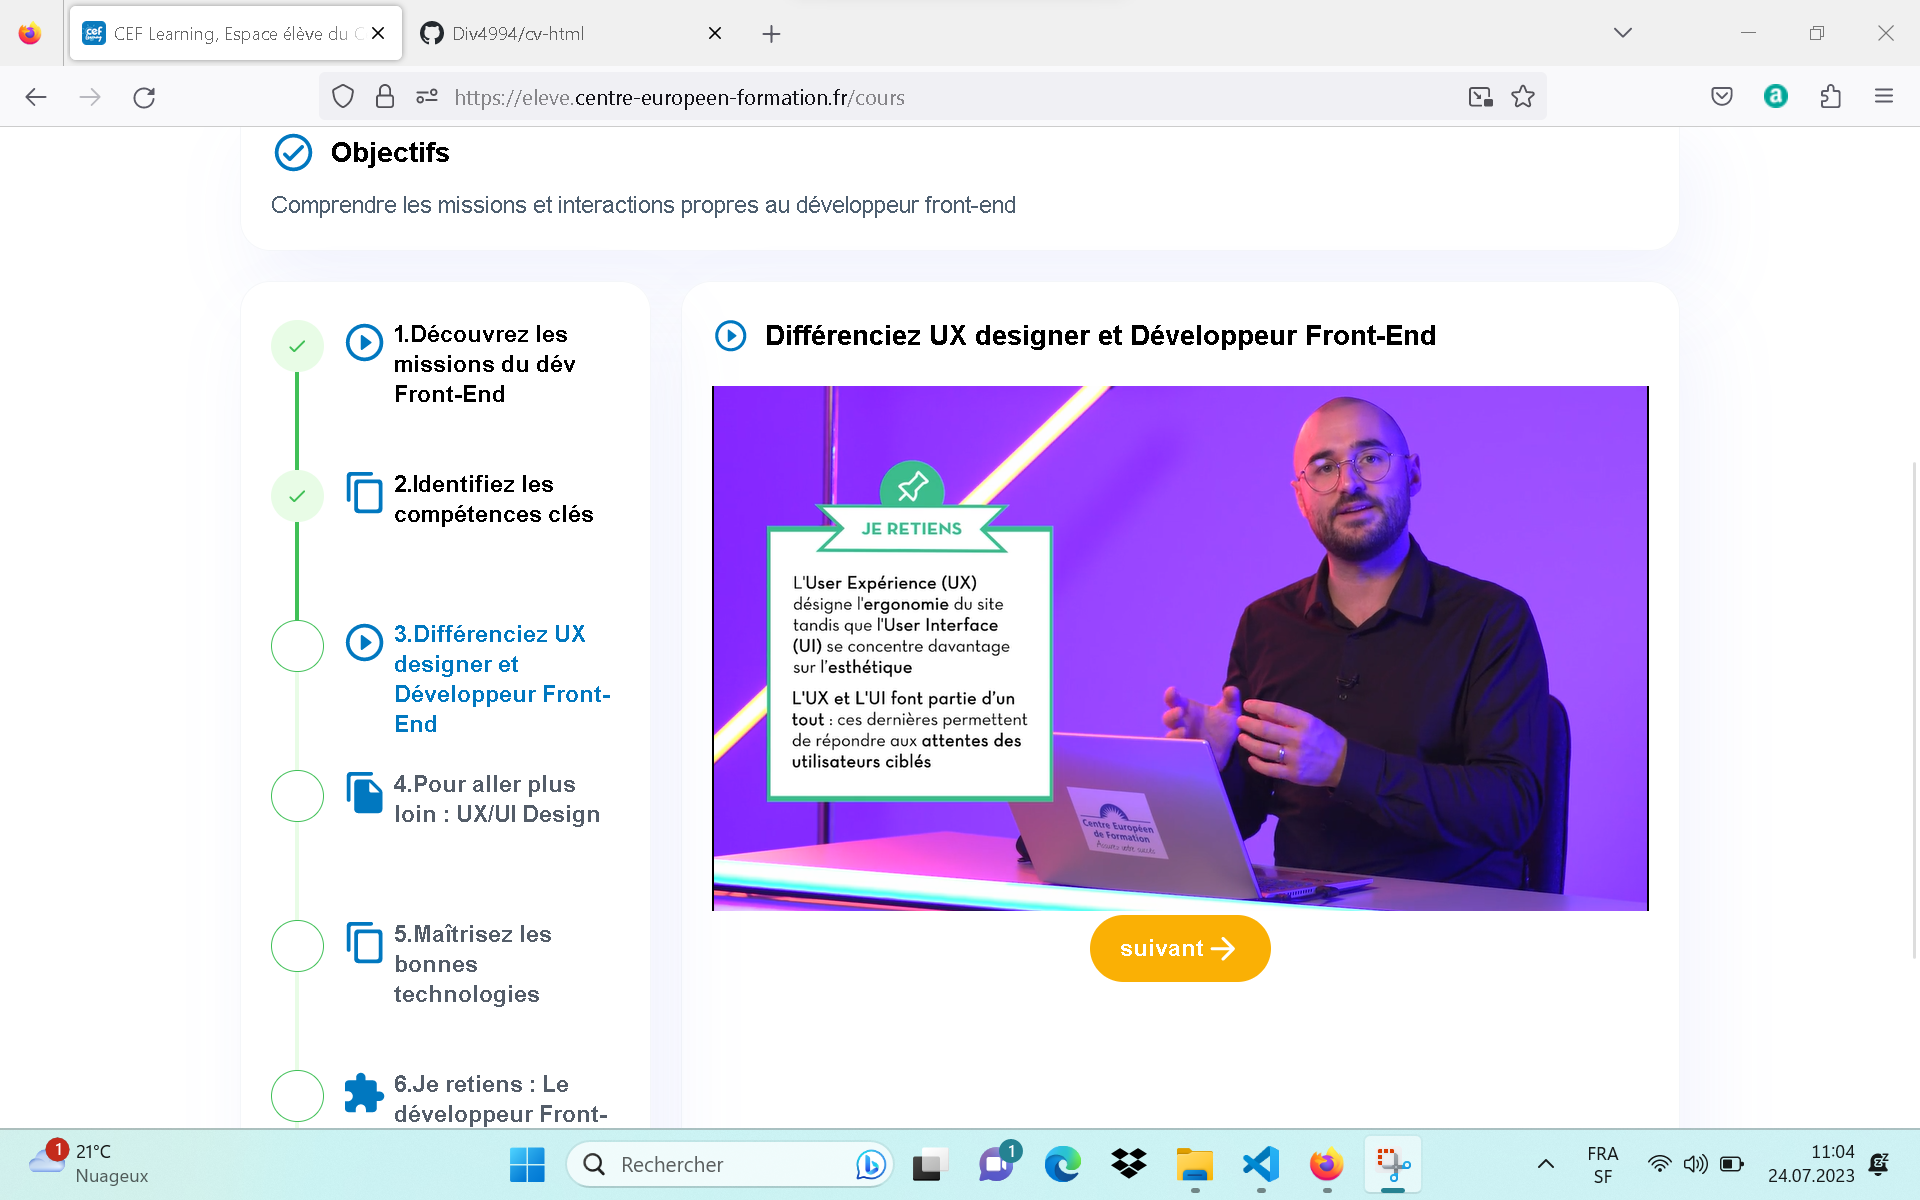 CEF Learning, Espace élève du C
Div4994/cv-html
https://eleve.centre-europeen-formation.fr/cours
Objectifs
Comprendre les missions et interactions propres au développeur front-end
1.Découvrez les
missions du dév
Front-End
2.Identifiez les
compétences clés
3.Différenciez UX
designer et
Développeur Front-
End
4.Pour aller plus
loin : UX/UI Design
5.Maîtrisez les
bonnes
technologies
6.Je retiens : Le
développeur Front-
Différenciez UX designer et Développeur Front-End
JE RETIENS
L'User Expérience (UX)
désigne l'ergonomie du site
tandis que l'User Interface
(UI) se concentre davantage
sur l'esthétique
L'UX et L'UI font partie d'un
tout : ces dernières permettent
de répondre aux attentes des
utilisateurs ciblés
Centre Européen
de Formation
Assurez votre succès
suivant
1
21°C
Nuageux
Rechercher
1
FRA
SF
11:04
24.07.2023